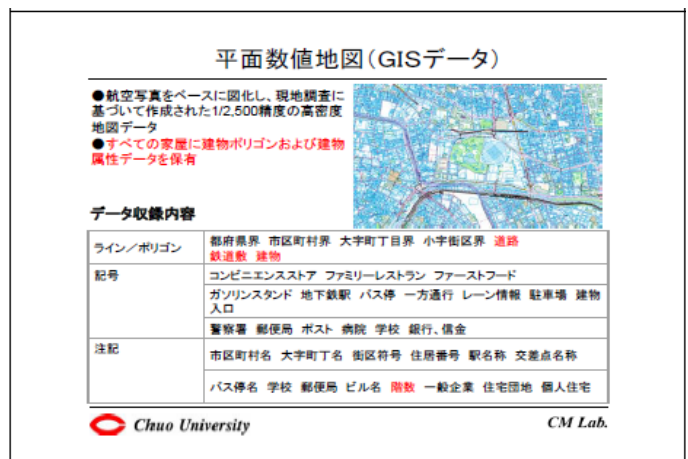 平面数値地図(GISデータ)
●航空写真をベースに図化し、現地調査に
基づいて作成された1/2,500精度の高密度
地図データ
●すべての家屋に建物ポリゴンおよび建物
属性データを保有
データ収録内容
ライン/ポリゴン 都府県界 市区町村界 大字町丁目界 小字街区界 道路
鉄道敷 建物
記号 コンビニエンスストア ファミリーレストラン ファーストフード
ガソリンスタンド 地下鉄駅 バス停 一方通行 レーン情報 駐車場 建物
入口
警察署 郵便局 ポスト 病院 学校 銀行、信金
注記 市区町村名 大字町丁名 街区符号 住居番号 駅名称 交差点名称
バス停名 学校 郵便局 ビル名 階数 一般企業 住宅団地 個人住宅
Chuo University CM Lab.